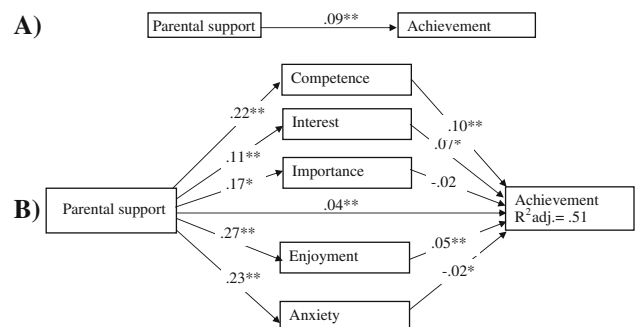 A)
Parental support
.09**
Achievement
Competence
.22**
.10**
Interest
.11**
.07*
Importance
.17*
-.02
B)
Parental support
.04**
Achievement
R²adj.= .51
.27**
Enjoyment
.05**
.23**
-.02*
Anxiety